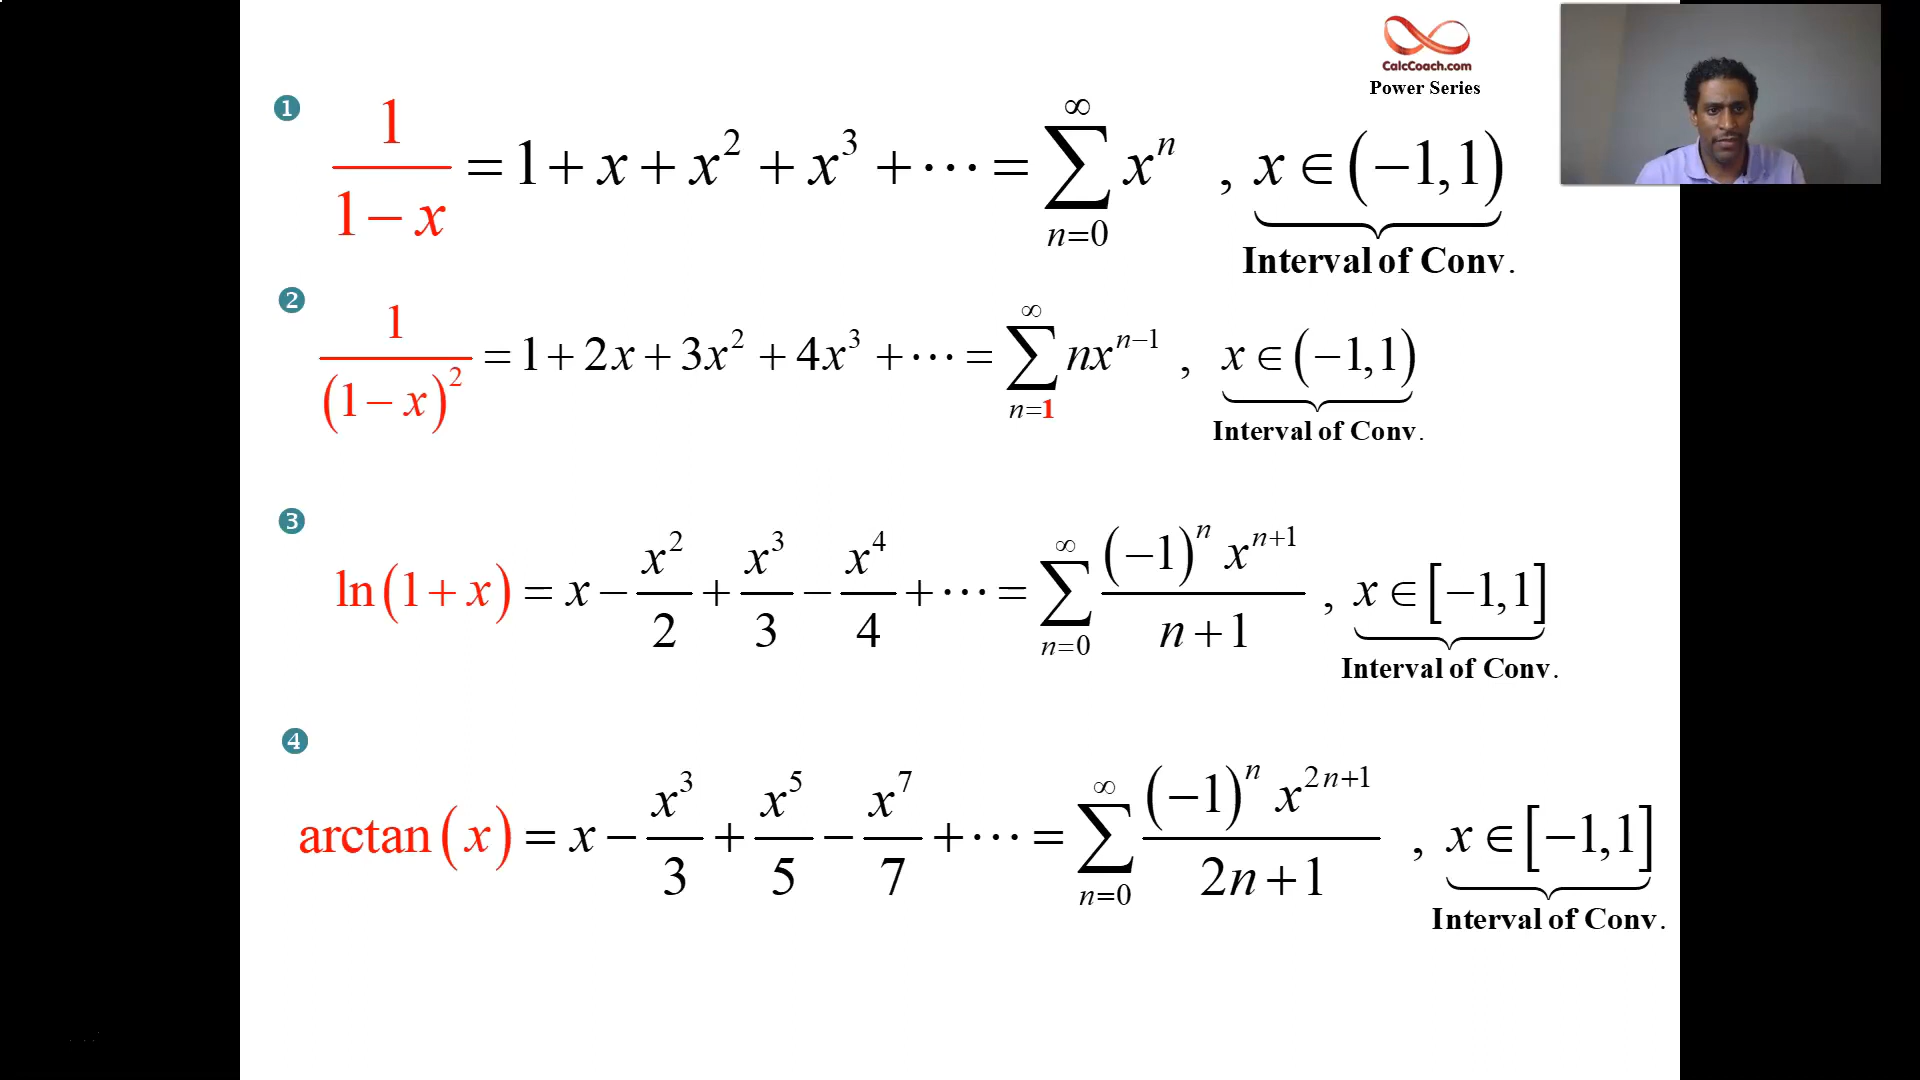 CalcCoach.com
Power Series
❶
1/(1−x) = 1 + x + x² + x³ + ⋯ = ∑_{n=0}^{∞} xⁿ , x ∈ (−1,1)
Interval of Conv.
❷
1/(1−x)² = 1 + 2x + 3x² + 4x³ + ⋯ = ∑_{n=1}^{∞} nx^{n−1} , x ∈ (−1,1)
Interval of Conv.
❸
ln(1+x) = x − x²/2 + x³/3 − x⁴/4 + ⋯ = ∑_{n=0}^{∞} (−1)ⁿ x^{n+1}/(n+1) , x ∈ [−1,1]
Interval of Conv.
❹
arctan(x) = x − x³/3 + x⁵/5 − x⁷/7 + ⋯ = ∑_{n=0}^{∞} (−1)ⁿ x^{2n+1}/(2n+1) , x ∈ [−1,1]
Interval of Conv.